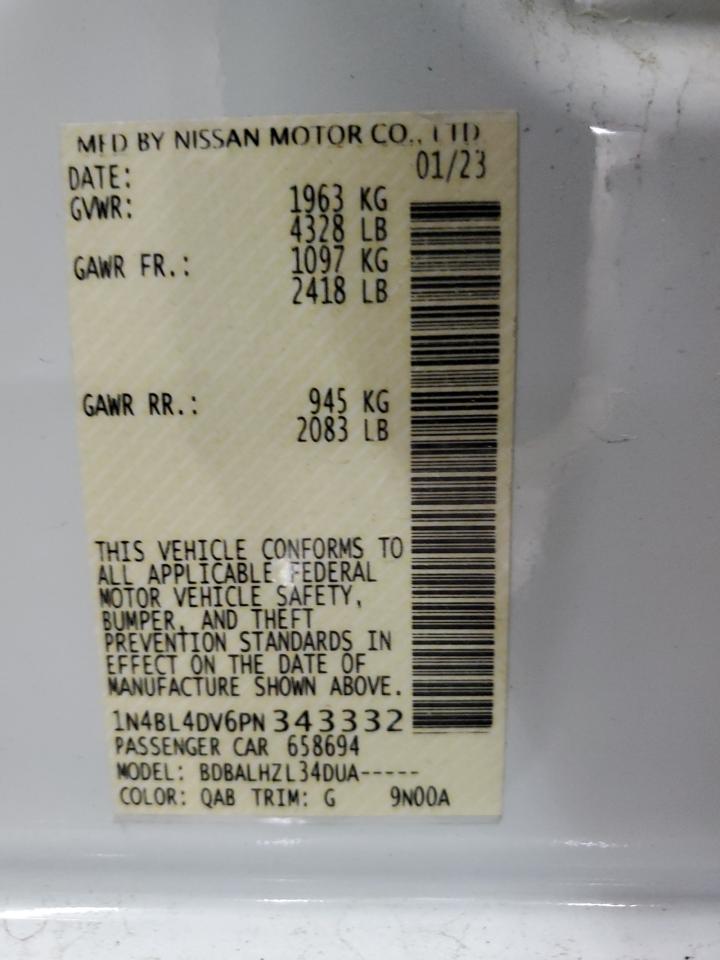 MFD BY NISSAN MOTOR CO., LTD
DATE: 01/23
GVWR: 1963 KG
4328 LB
GAWR FR.: 1097 KG
2418 LB
GAWR RR.: 945 KG
2083 LB
THIS VEHICLE CONFORMS TO
ALL APPLICABLE FEDERAL
MOTOR VEHICLE SAFETY,
BUMPER, AND THEFT
PREVENTION STANDARDS IN
EFFECT ON THE DATE OF
MANUFACTURE SHOWN ABOVE.
1N4BL4DV6PN343332
PASSENGER CAR 658694
MODEL: BDBALHZL34DUA-----
COLOR: QAB TRIM: G 9N00A